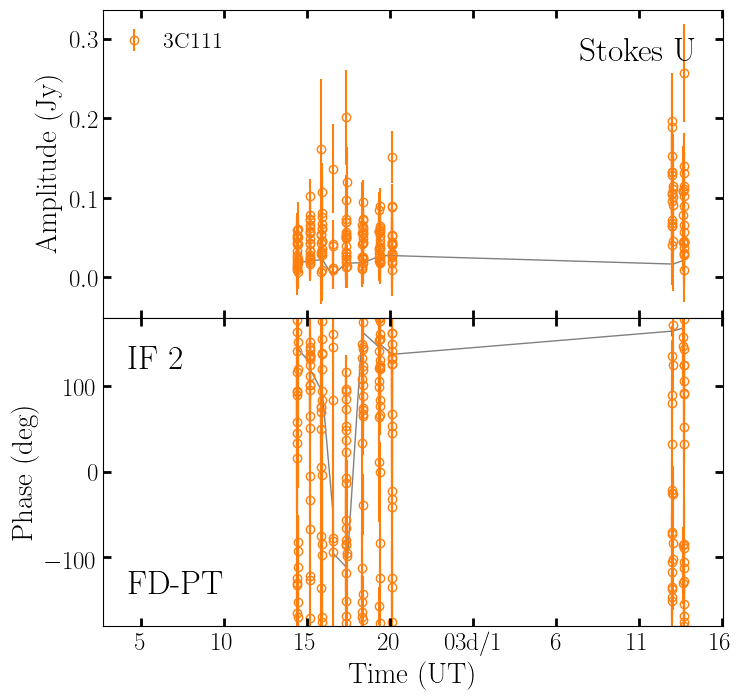 3C111
Stokes U
0.3
0.2
0.1
0.0
Amplitude (Jy)
IF 2
100
0
−100
Phase (deg)
FD-PT
5 10 15 20 03d/1 6 11 16
Time (UT)